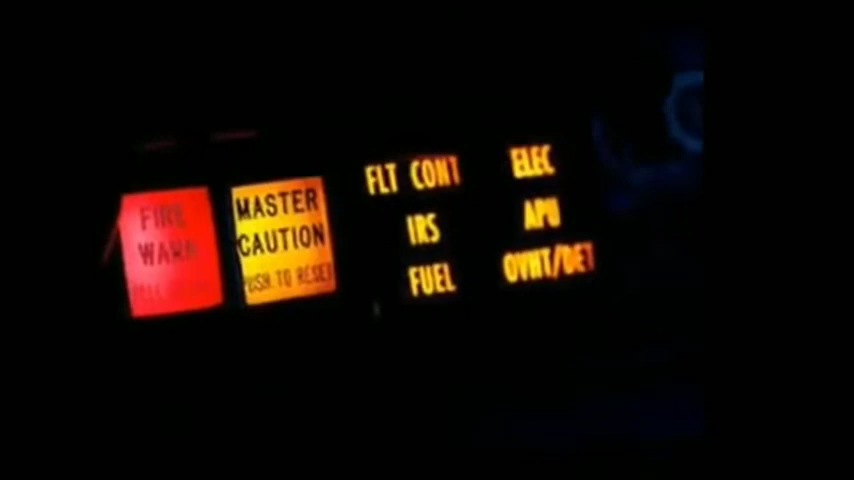 FIRE
WARN
MASTER
CAUTION
PUSH TO RESET
FLT CONT
IRS
FUEL
ELEC
APU
OVHT/DET